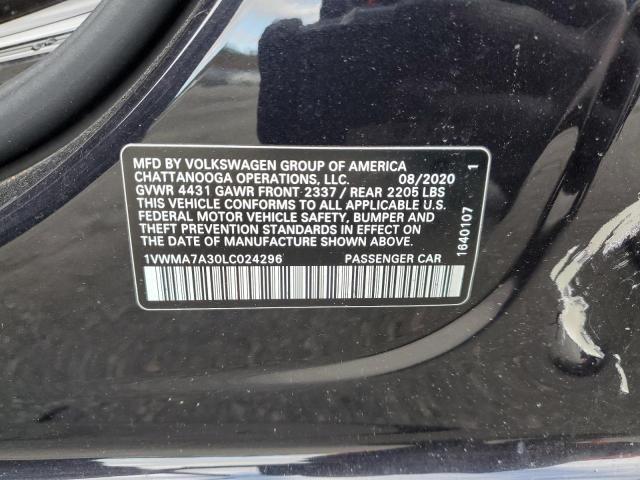 MFD BY VOLKSWAGEN GROUP OF AMERICA
CHATTANOOGA OPERATIONS, LLC. 08/2020
GVWR 4431 GAWR FRONT 2337 / REAR 2205 LBS
THIS VEHICLE CONFORMS TO ALL APPLICABLE U.S.
FEDERAL MOTOR VEHICLE SAFETY, BUMPER AND
THEFT PREVENTION STANDARDS IN EFFECT ON
THE DATE OF MANUFACTURE SHOWN ABOVE.
1VWMA7A30LC024296 PASSENGER CAR
1640107 1